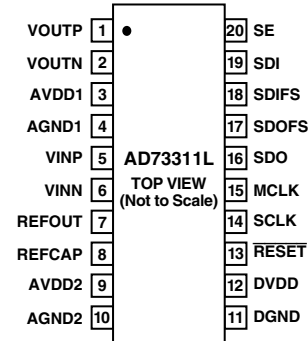 VOUTP 1 20 SE
VOUTN 2 19 SDI
AVDD1 3 18 SDIFS
AGND1 4 17 SDOFS
VINP 5 AD73311L 16 SDO
VINN 6 TOP VIEW 15 MCLK
(Not to Scale)
REFOUT 7 14 SCLK
REFCAP 8 13 RESET
AVDD2 9 12 DVDD
AGND2 10 11 DGND